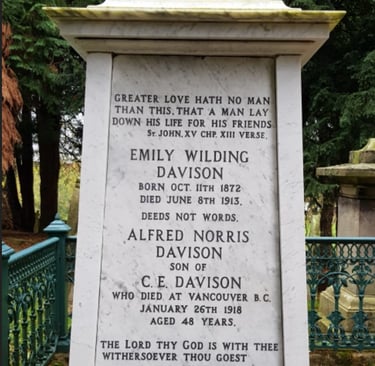 GREATER LOVE HATH NO MAN
THAN THIS, THAT A MAN LAY
DOWN HIS LIFE FOR HIS FRIENDS
ST. JOHN, XV CHP. XIII VERSE.
EMILY WILDING
DAVISON
BORN OCT. 11TH 1872
DIED JUNE 8TH 1913.
DEEDS NOT WORDS.
ALFRED NORRIS
DAVISON
SON OF
C. E. DAVISON
WHO DIED AT VANCOUVER B.C.
JANUARY 26TH 1918
AGED 48 YEARS.
THE LORD THY GOD IS WITH THEE
WITHERSOEVER THOU GOEST